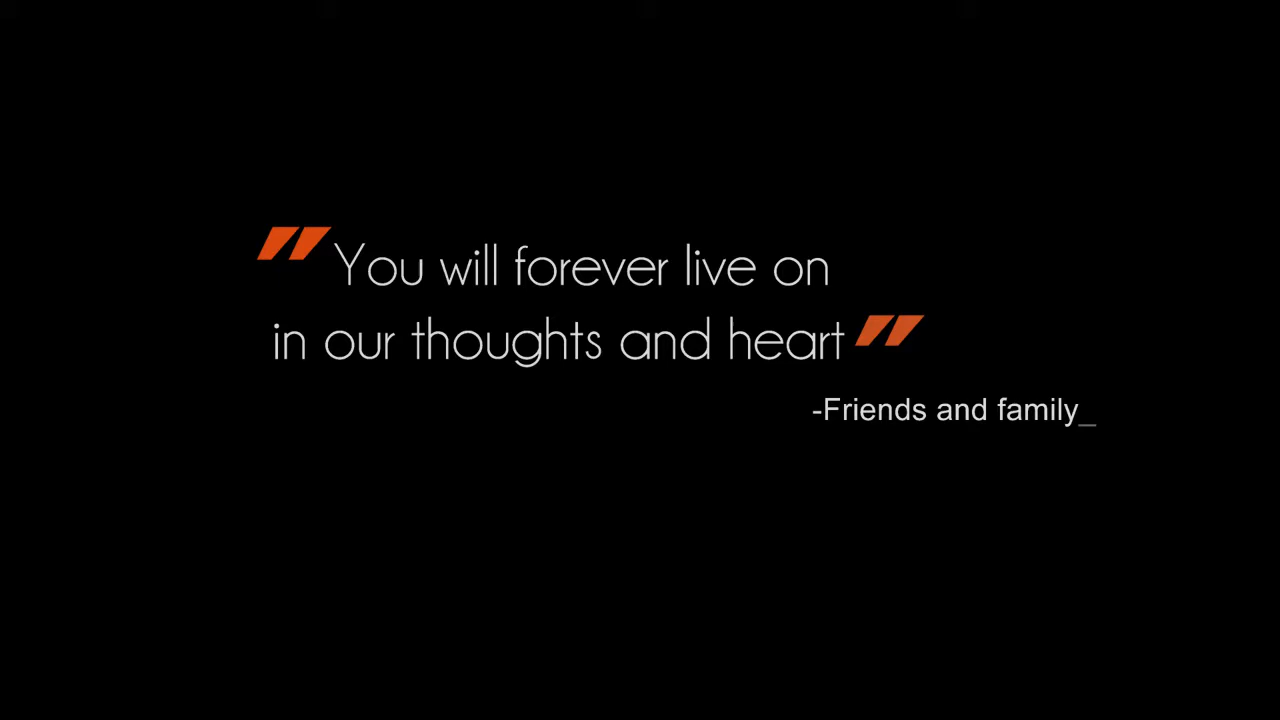 "You will forever live on
in our thoughts and heart"
-Friends and family_